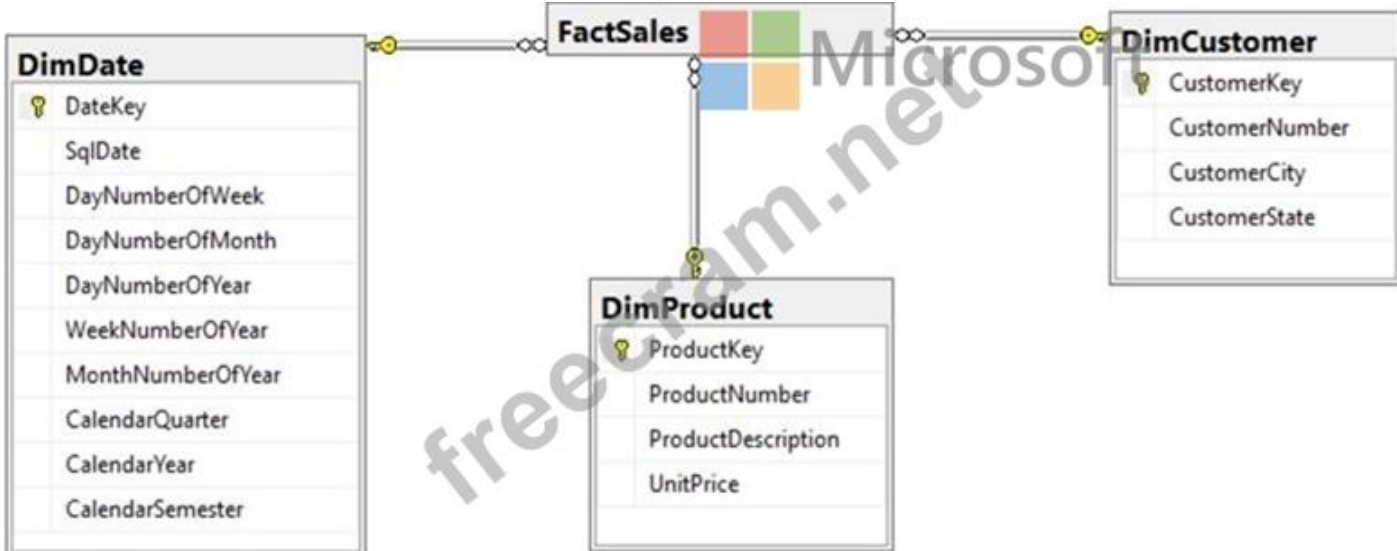 FactSales
Microsoft
DimDate
DateKey
SqlDate
DayNumberOfWeek
DayNumberOfMonth
DayNumberOfYear
WeekNumberOfYear
MonthNumberOfYear
CalendarQuarter
CalendarYear
CalendarSemester
DimCustomer
CustomerKey
CustomerNumber
CustomerCity
CustomerState
DimProduct
ProductKey
ProductNumber
ProductDescription
UnitPrice
freecram.net